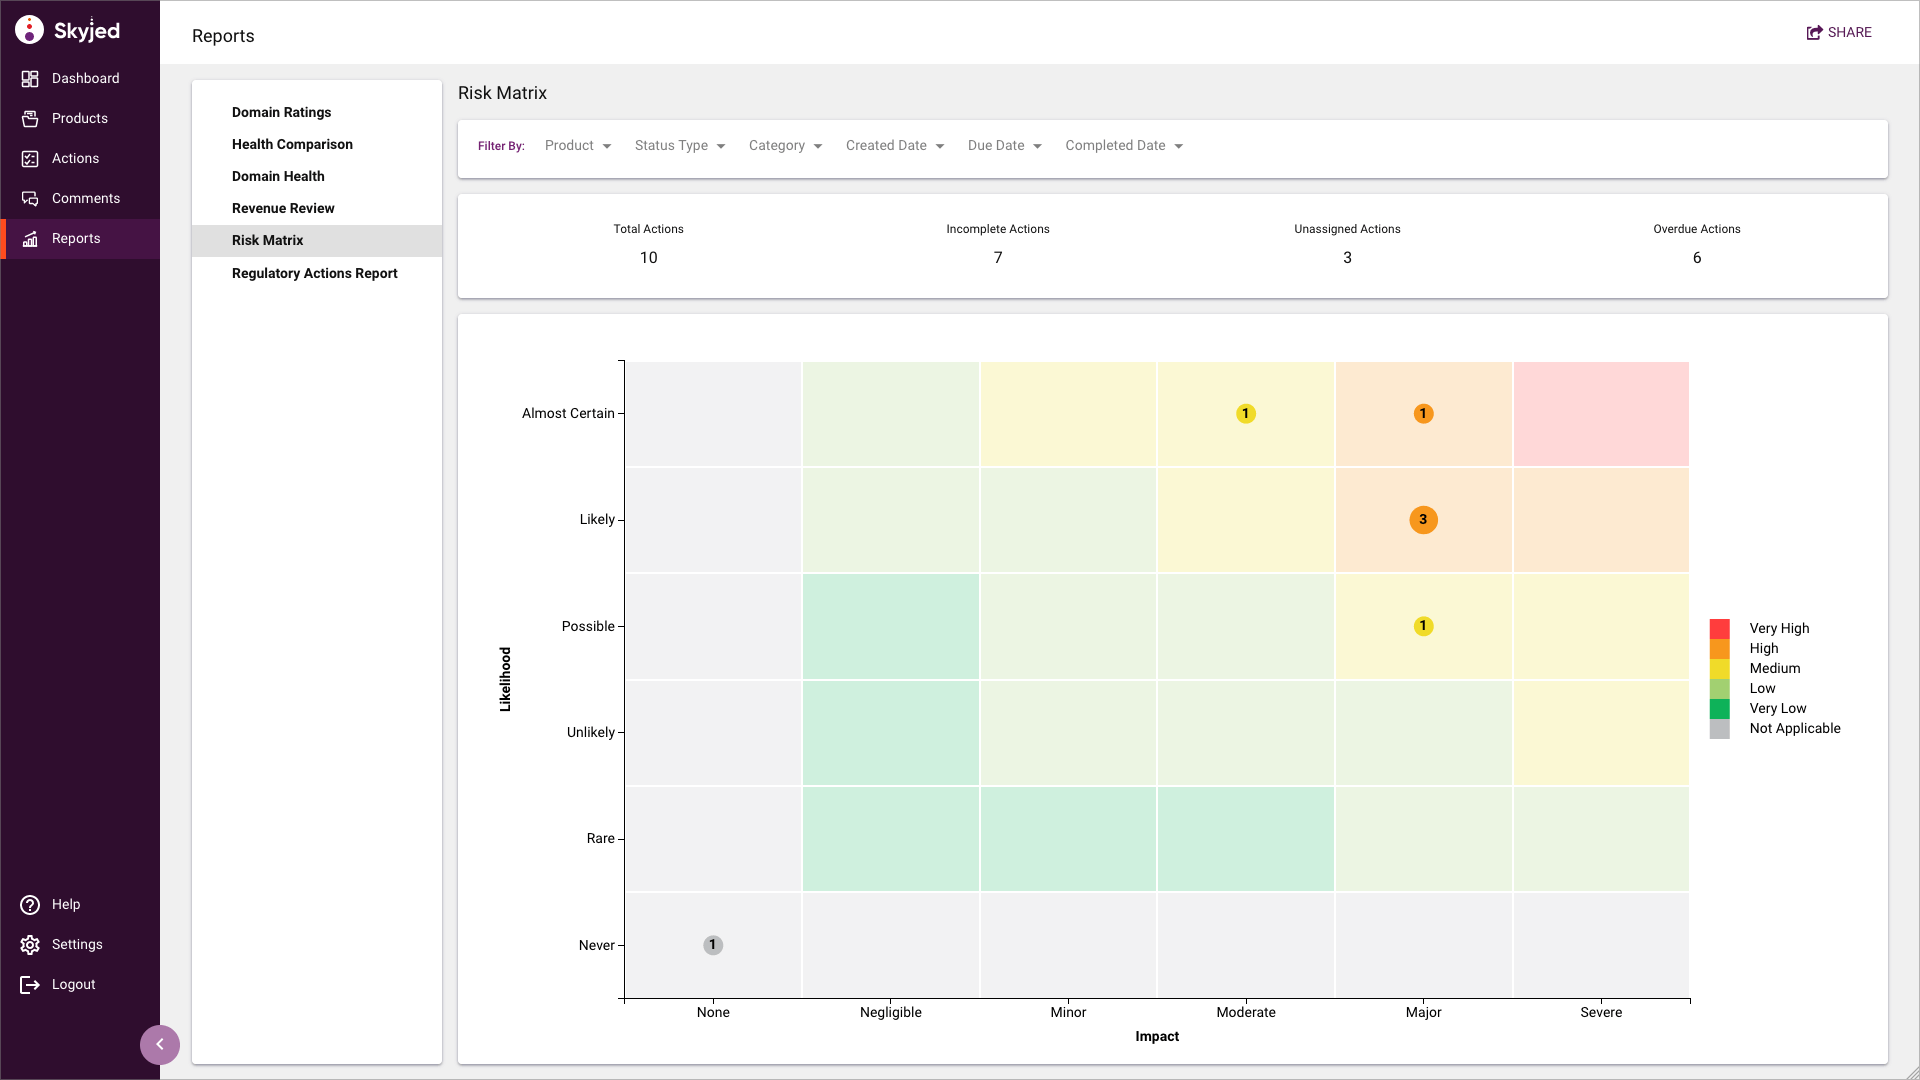 Skyjed
Dashboard
Products
Actions
Comments
Reports
Help
Settings
Logout
Reports
SHARE
Domain Ratings
Health Comparison
Domain Health
Revenue Review
Risk Matrix
Regulatory Actions Report
Risk Matrix
Filter By: Product Status Type Category Created Date Due Date Completed Date
Total Actions Incomplete Actions Unassigned Actions Overdue Actions
10 7 3 6
Likelihood
Almost Certain 1 1
Likely 3
Possible 1
Unlikely
Rare
Never 1
None Negligible Minor Moderate Major Severe
Impact
Very High
High
Medium
Low
Very Low
Not Applicable